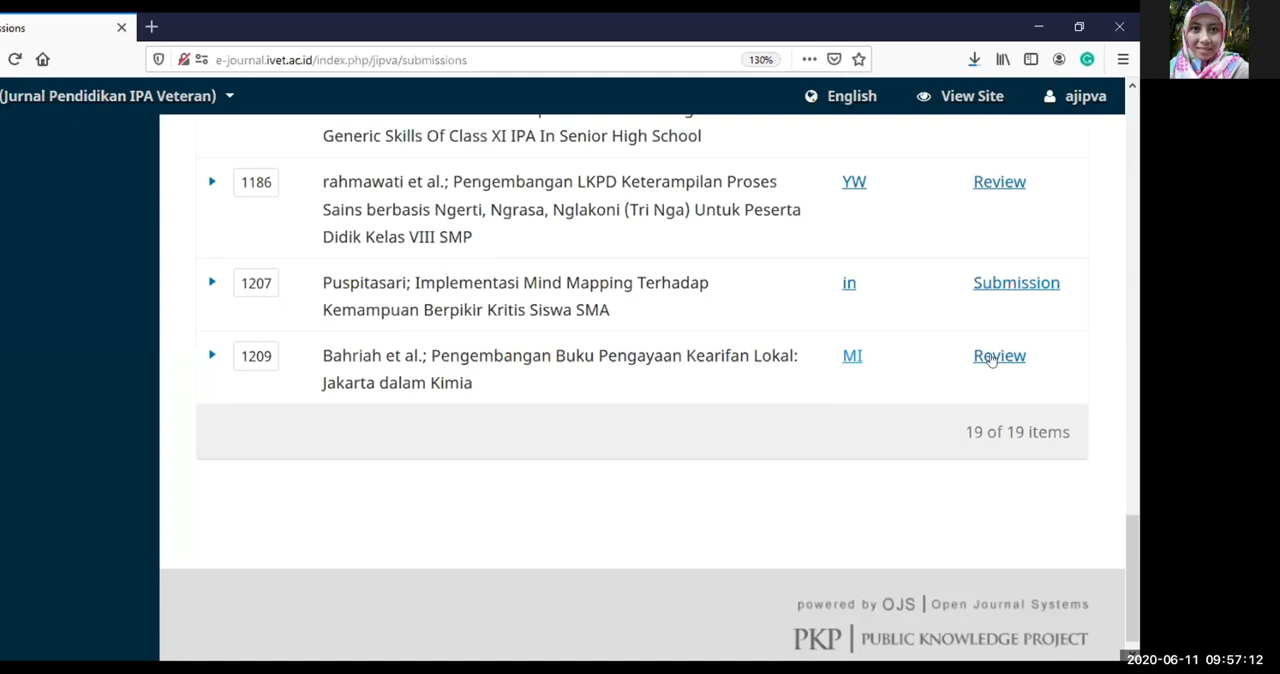 ssions
e-journal.ivet.ac.id/index.php/jipva/submissions
130%
(Jurnal Pendidikan IPA Veteran)
English
View Site
ajipva
Generic Skills Of Class XI IPA In Senior High School
1186
rahmawati et al.; Pengembangan LKPD Keterampilan Proses
YW
Review
Sains berbasis Ngerti, Ngrasa, Nglakoni (Tri Nga) Untuk Peserta
Didik Kelas VIII SMP
1207
Puspitasari; Implementasi Mind Mapping Terhadap
in
Submission
Kemampuan Berpikir Kritis Siswa SMA
1209
Bahriah et al.; Pengembangan Buku Pengayaan Kearifan Lokal:
MI
Review
Jakarta dalam Kimia
19 of 19 items
powered by OJS | Open Journal Systems
PKP | PUBLIC KNOWLEDGE PROJECT
2020-06-11 09:57:12